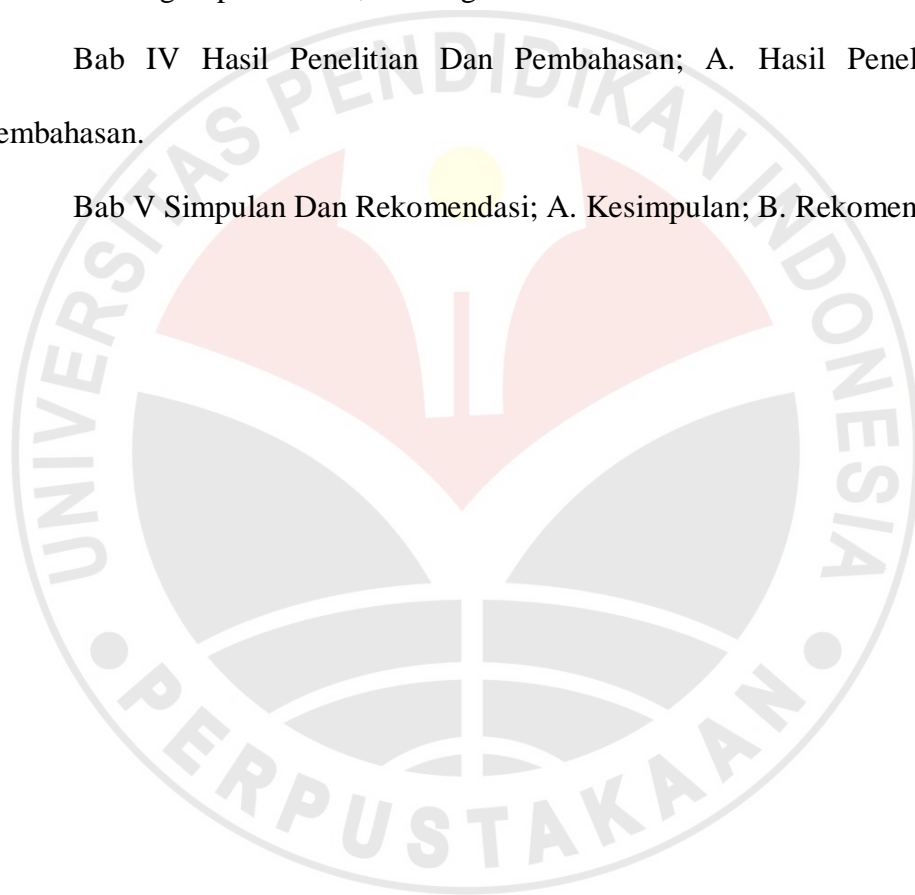 Bab IV Hasil Penelitian Dan Pembahasan; A. Hasil Penel
embahasan.
Bab V Simpulan Dan Rekomendasi; A. Kesimpulan; B. Rekomen
UNIVERSITAS PENDIDIKAN INDONESIA
PERPUSTAKAAN